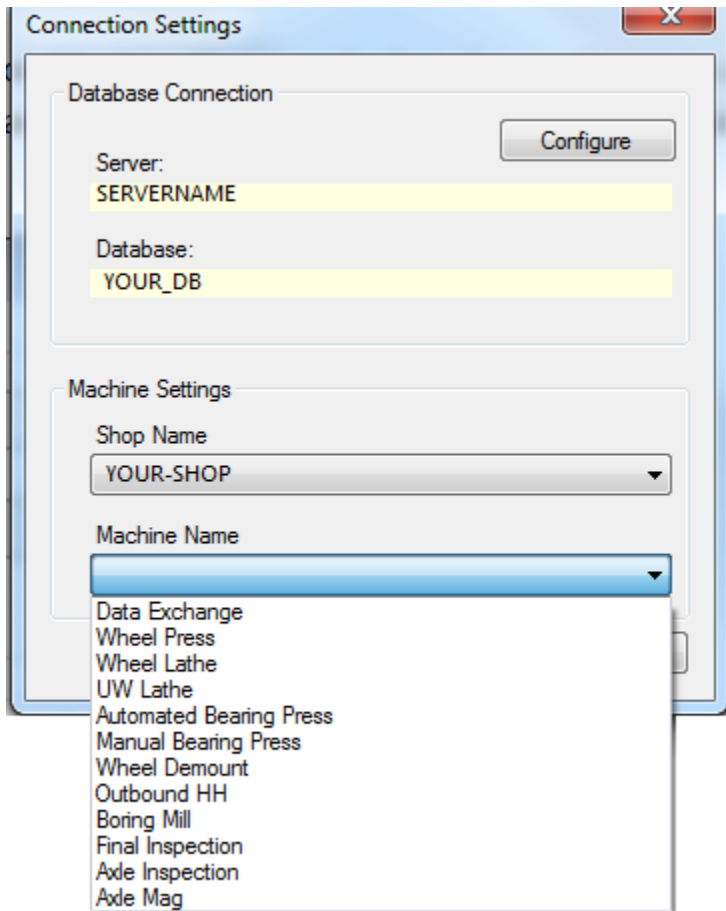 Connection Settings
Database Connection
Configure
Server:
SERVERNAME
Database:
YOUR_DB
Machine Settings
Shop Name
YOUR-SHOP
Machine Name
Data Exchange
Wheel Press
Wheel Lathe
UW Lathe
Automated Bearing Press
Manual Bearing Press
Wheel Demount
Outbound HH
Boring Mill
Final Inspection
Axle Inspection
Axle Mag